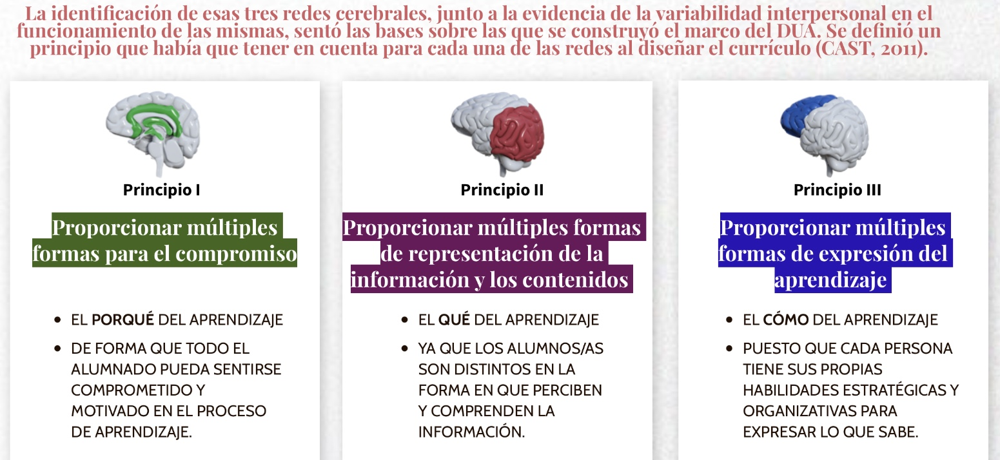 La identificación de esas tres redes cerebrales, junto a la evidencia de la variabilidad interpersonal en el
funcionamiento de las mismas, sentó las bases sobre las que se construyó el marco del DUA. Se definió un
principio que había que tener en cuenta para cada una de las redes al diseñar el currículo (CAST, 2011).
Principio I
Proporcionar múltiples
formas para el compromiso
• EL PORQUÉ DEL APRENDIZAJE
• DE FORMA QUE TODO EL
ALUMNADO PUEDA SENTIRSE
COMPROMETIDO Y
MOTIVADO EN EL PROCESO
DE APRENDIZAJE.
Principio II
Proporcionar múltiples formas
de representación de la
información y los contenidos
• EL QUÉ DEL APRENDIZAJE
• YA QUE LOS ALUMNOS/AS
SON DISTINTOS EN LA
FORMA EN QUE PERCIBEN
Y COMPRENDEN LA
INFORMACIÓN.
Principio III
Proporcionar múltiples
formas de expresión del
aprendizaje
• EL CÓMO DEL APRENDIZAJE
• PUESTO QUE CADA PERSONA
TIENE SUS PROPIAS
HABILIDADES ESTRATÉGICAS Y
ORGANIZATIVAS PARA
EXPRESAR LO QUE SABE.